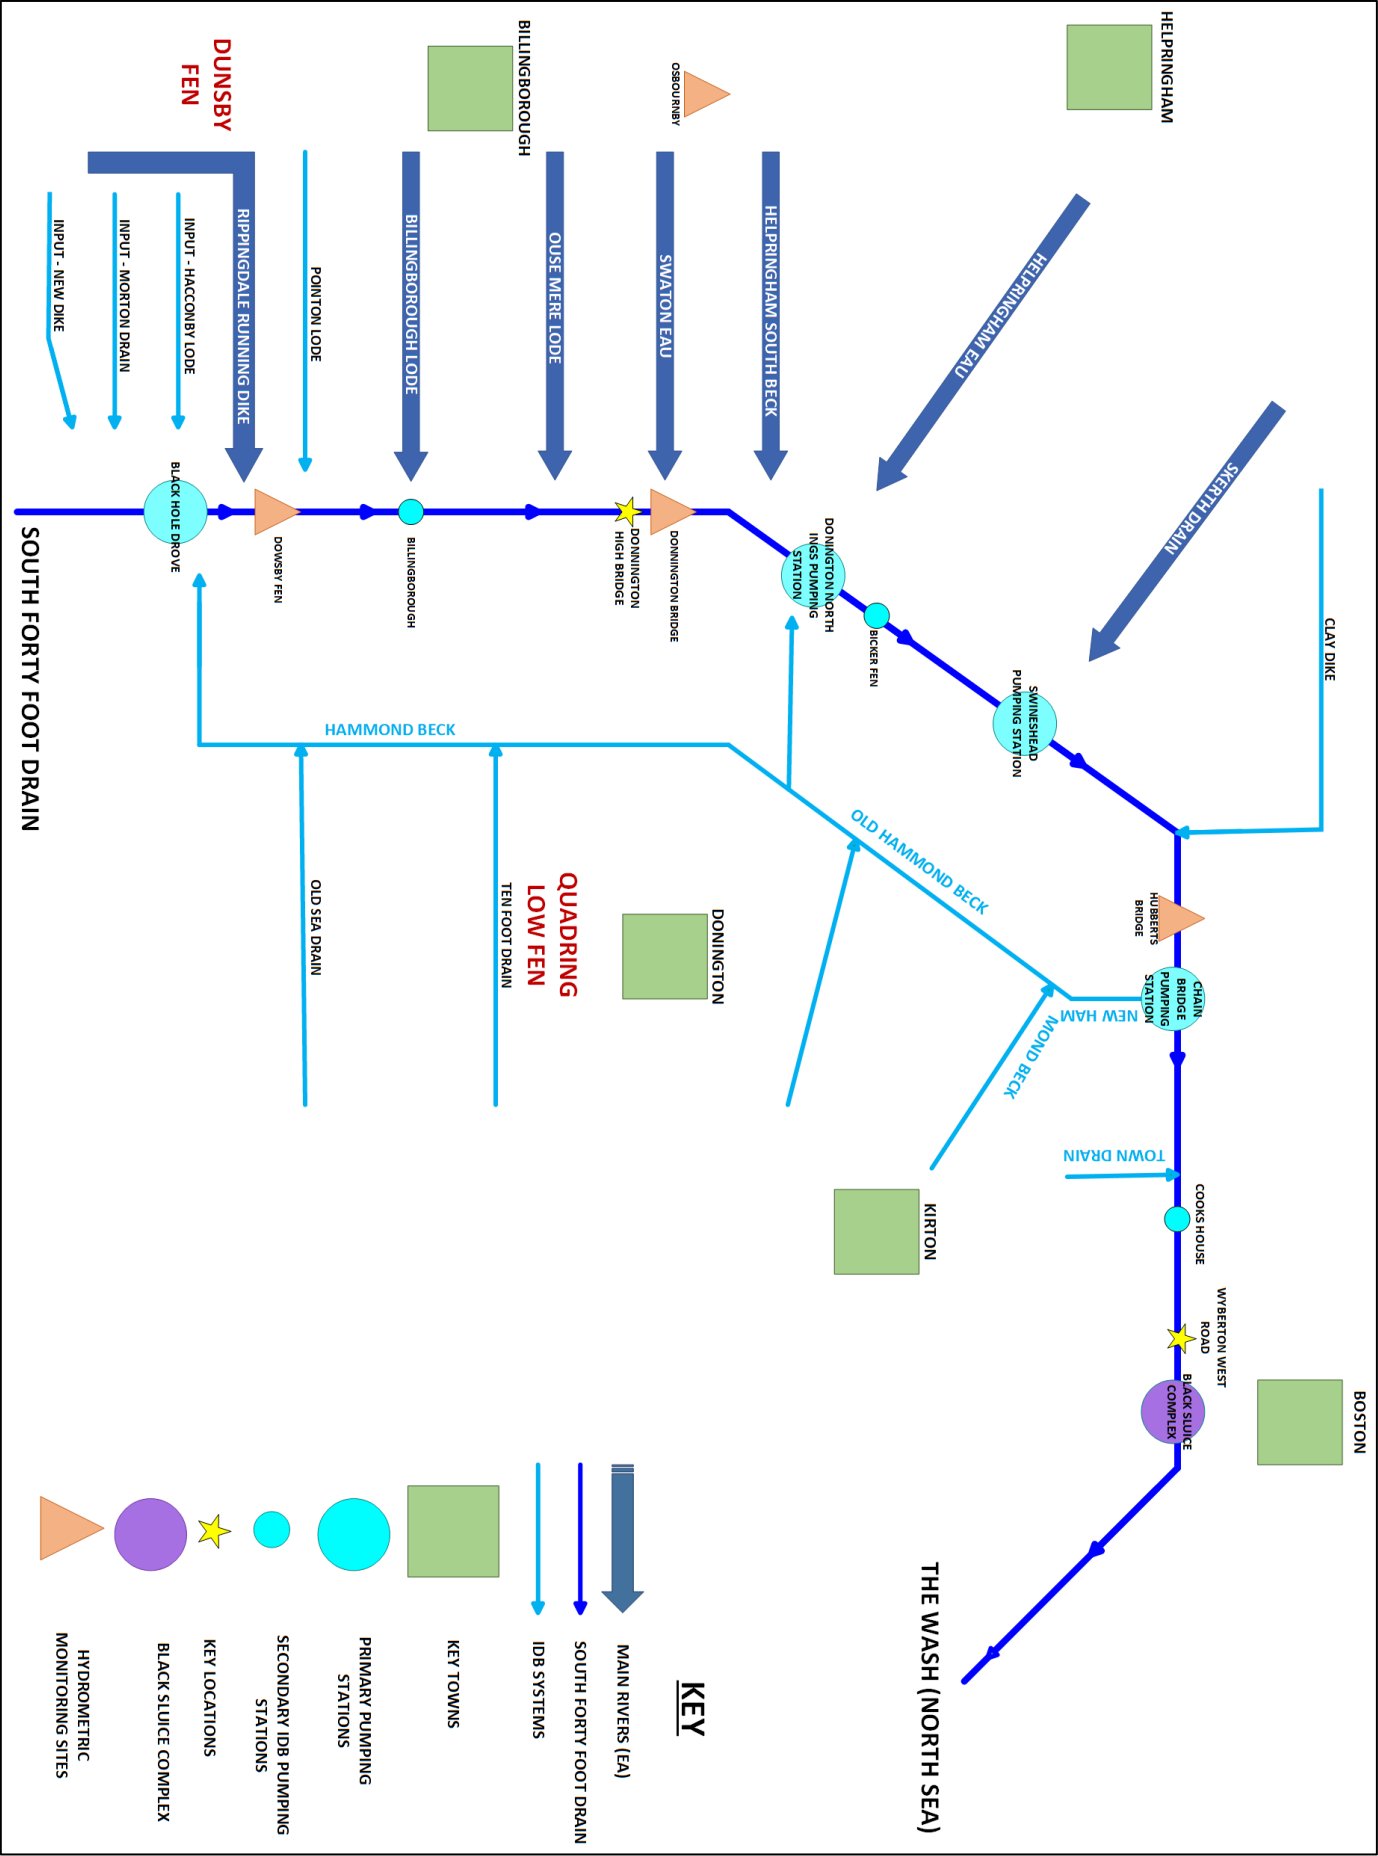 HELPRINGHAM
BILLINGBOROUGH
OSBOURNBY
DUNSBY
FEN
HELPRINGHAM EAU
SKERTH DRAIN
CLAY DIKE
HELPRINGHAM SOUTH BECK
SWATON EAU
OUSE MERE LODE
BILLINGBOROUGH LODE
POINTON LODE
RIPPINGDALE RUNNING DIKE
INPUT - HACCONBY LODE
INPUT - MORTON DRAIN
INPUT - NEW DIKE
BLACK HOLE DROVE
DOWSBY FEN
BILLINGBOROUGH
DONNINGTON
HIGH BRIDGE
DONNINGTON BRIDGE
DONINGTON NORTH
INGS PUMPING
STATION
BICKER FEN
SWINESHEAD
PUMPING STATION
HUBBERTS
BRIDGE
CHAIN
BRIDGE
PUMPING
STATION
COOKS HOUSE
WYBERTON WEST
ROAD
BLACK SLUICE
COMPLEX
BOSTON
SOUTH FORTY FOOT DRAIN
HAMMOND BECK
OLD HAMMOND BECK
NEW HAM
MOND BECK
TOWN DRAIN
OLD SEA DRAIN
TEN FOOT DRAIN
QUADRING
LOW FEN
DONINGTON
KIRTON
THE WASH (NORTH SEA)
KEY
MAIN RIVERS (EA)
SOUTH FORTY FOOT DRAIN
IDB SYSTEMS
KEY TOWNS
PRIMARY PUMPING
STATIONS
SECONDARY IDB PUMPING
STATIONS
KEY LOCATIONS
BLACK SLUICE COMPLEX
HYDROMETRIC
MONITORING SITES